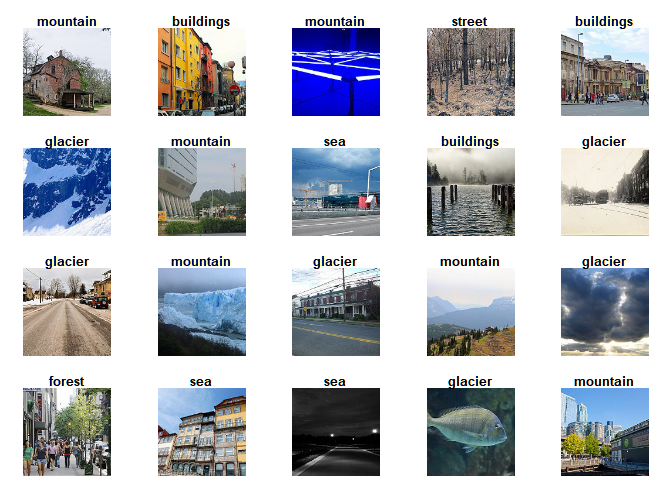 mountain buildings mountain street buildings
glacier mountain sea buildings glacier
glacier mountain glacier mountain glacier
forest sea sea glacier mountain